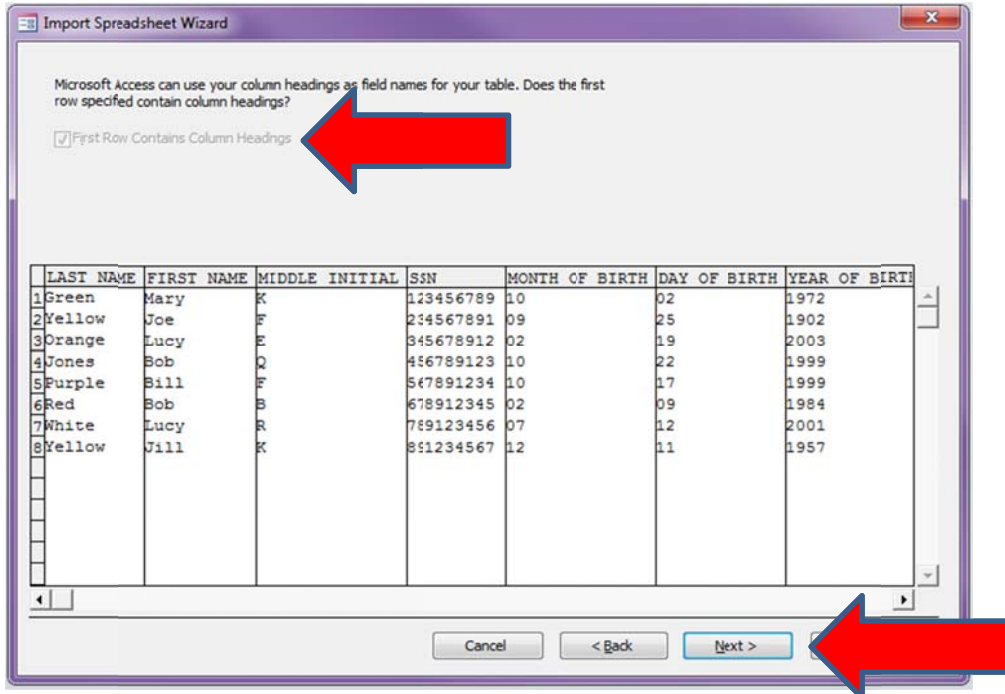 Import Spreadsheet Wizard
Microsoft Access can use your column headings as field names for your table. Does the first
row specified contain column headings?
First Row Contains Column Headings
LAST NAME FIRST NAME MIDDLE INITIAL SSN MONTH OF BIRTH DAY OF BIRTH YEAR OF BIRTH
1 Green Mary K 123456789 10 02 1972
2 Yellow Joe F 234567891 09 25 1902
3 Orange Lucy E 345678912 02 19 2003
4 Jones Bob Q 456789123 10 22 1999
5 Purple Bill F 567891234 10 17 1999
6 Red Bob B 678912345 02 09 1984
7 White Lucy R 789123456 07 12 2001
8 Yellow Jill K 891234567 12 11 1957
Cancel < Back Next >